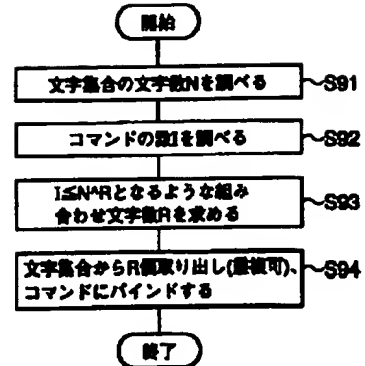 開始
文字集合の文字数Nを調べる
~S91
コマンドの数Iを調べる
~S92
I≦N^Rとなるような組み
合わせ文字数Rを求める
~S93
文字集合からR個取り出し(重複可)、
コマンドにバインドする
~S94
終了